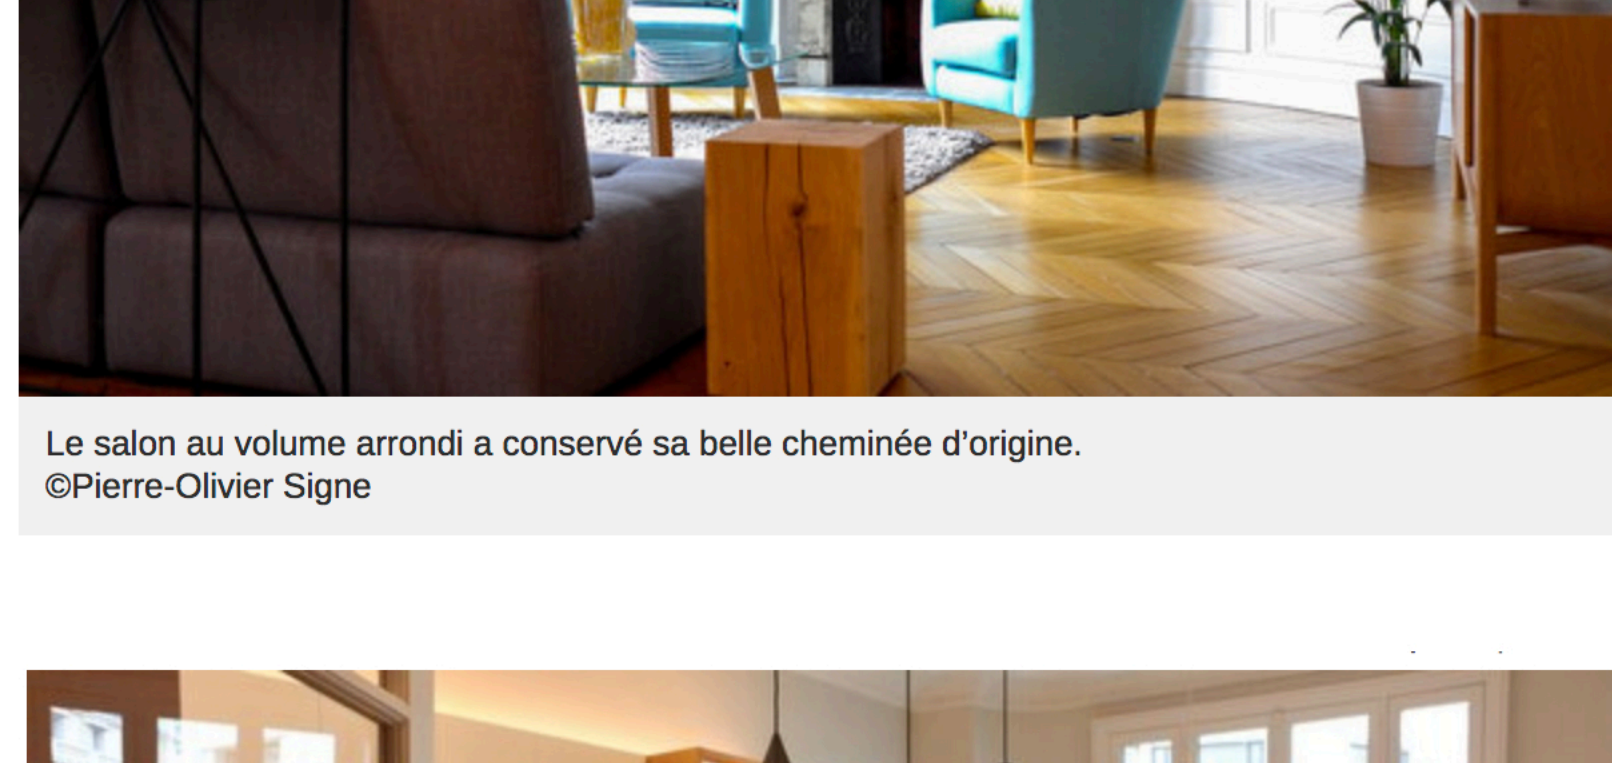 Le salon au volume arrondi a conservé sa belle cheminée d’origine.
©Pierre-Olivier Signe